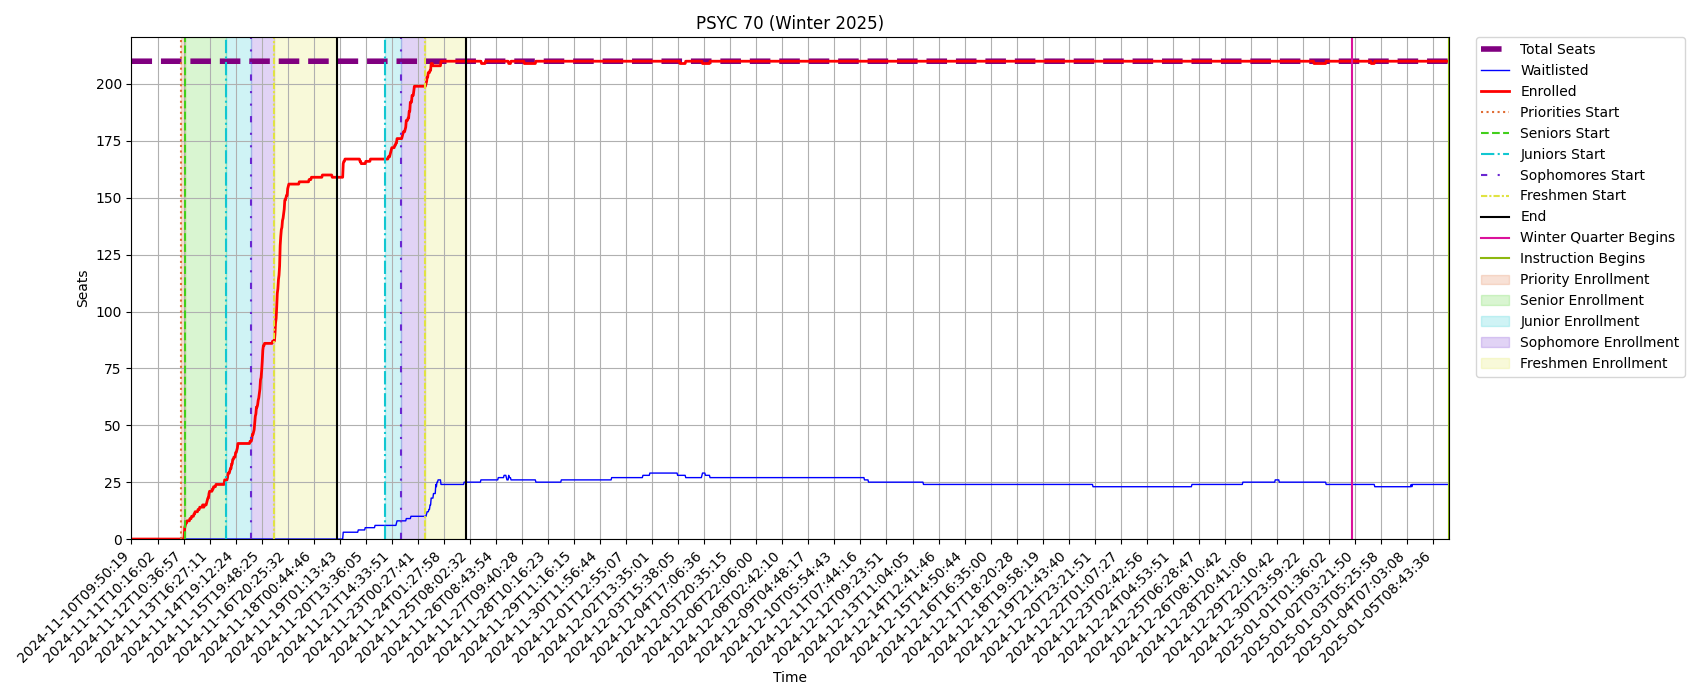 PSYC 70 (Winter 2025)
Seats
200
175
150
125
100
75
50
25
0
2024-11-10T09:50:19
2024-11-11T10:16:02
2024-11-12T10:36:57
2024-11-13T16:27:11
2024-11-14T19:12:24
2024-11-15T19:48:25
2024-11-16T20:25:32
2024-11-18T00:44:46
2024-11-19T01:13:43
2024-11-20T13:36:05
2024-11-21T14:33:51
2024-11-23T00:27:41
2024-11-24T01:27:58
2024-11-25T08:02:32
2024-11-26T08:43:54
2024-11-27T09:40:28
2024-11-28T10:16:23
2024-11-29T11:16:15
2024-11-30T11:56:44
2024-12-01T12:55:07
2024-12-02T13:35:01
2024-12-03T15:38:05
2024-12-04T17:06:36
2024-12-05T20:35:15
2024-12-06T22:06:00
2024-12-08T02:42:10
2024-12-09T04:48:17
2024-12-10T05:54:43
2024-12-11T07:44:16
2024-12-12T09:23:51
2024-12-13T11:04:05
2024-12-14T12:41:46
2024-12-15T14:50:44
2024-12-16T16:35:00
2024-12-17T18:20:28
2024-12-18T19:58:19
2024-12-19T21:43:40
2024-12-20T23:21:51
2024-12-22T01:07:27
2024-12-23T02:42:56
2024-12-24T04:53:51
2024-12-25T06:28:47
2024-12-26T08:10:42
2024-12-28T20:41:06
2024-12-29T22:10:42
2024-12-30T23:59:22
2025-01-01T01:36:02
2025-01-02T03:21:50
2025-01-03T05:25:58
2025-01-04T07:03:08
2025-01-05T08:43:36
Time
Total Seats
Waitlisted
Enrolled
Priorities Start
Seniors Start
Juniors Start
Sophomores Start
Freshmen Start
End
Winter Quarter Begins
Instruction Begins
Priority Enrollment
Senior Enrollment
Junior Enrollment
Sophomore Enrollment
Freshmen Enrollment